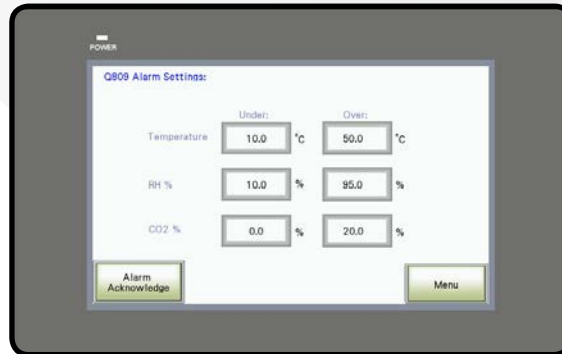 POWER
Q809 Alarm Settings:
Under: Over:
Temperature 10.0 °C 50.0 °C
RH % 10.0 % 95.0 %
CO2 % 0.0 % 20.0 %
Alarm
Acknowledge
Menu